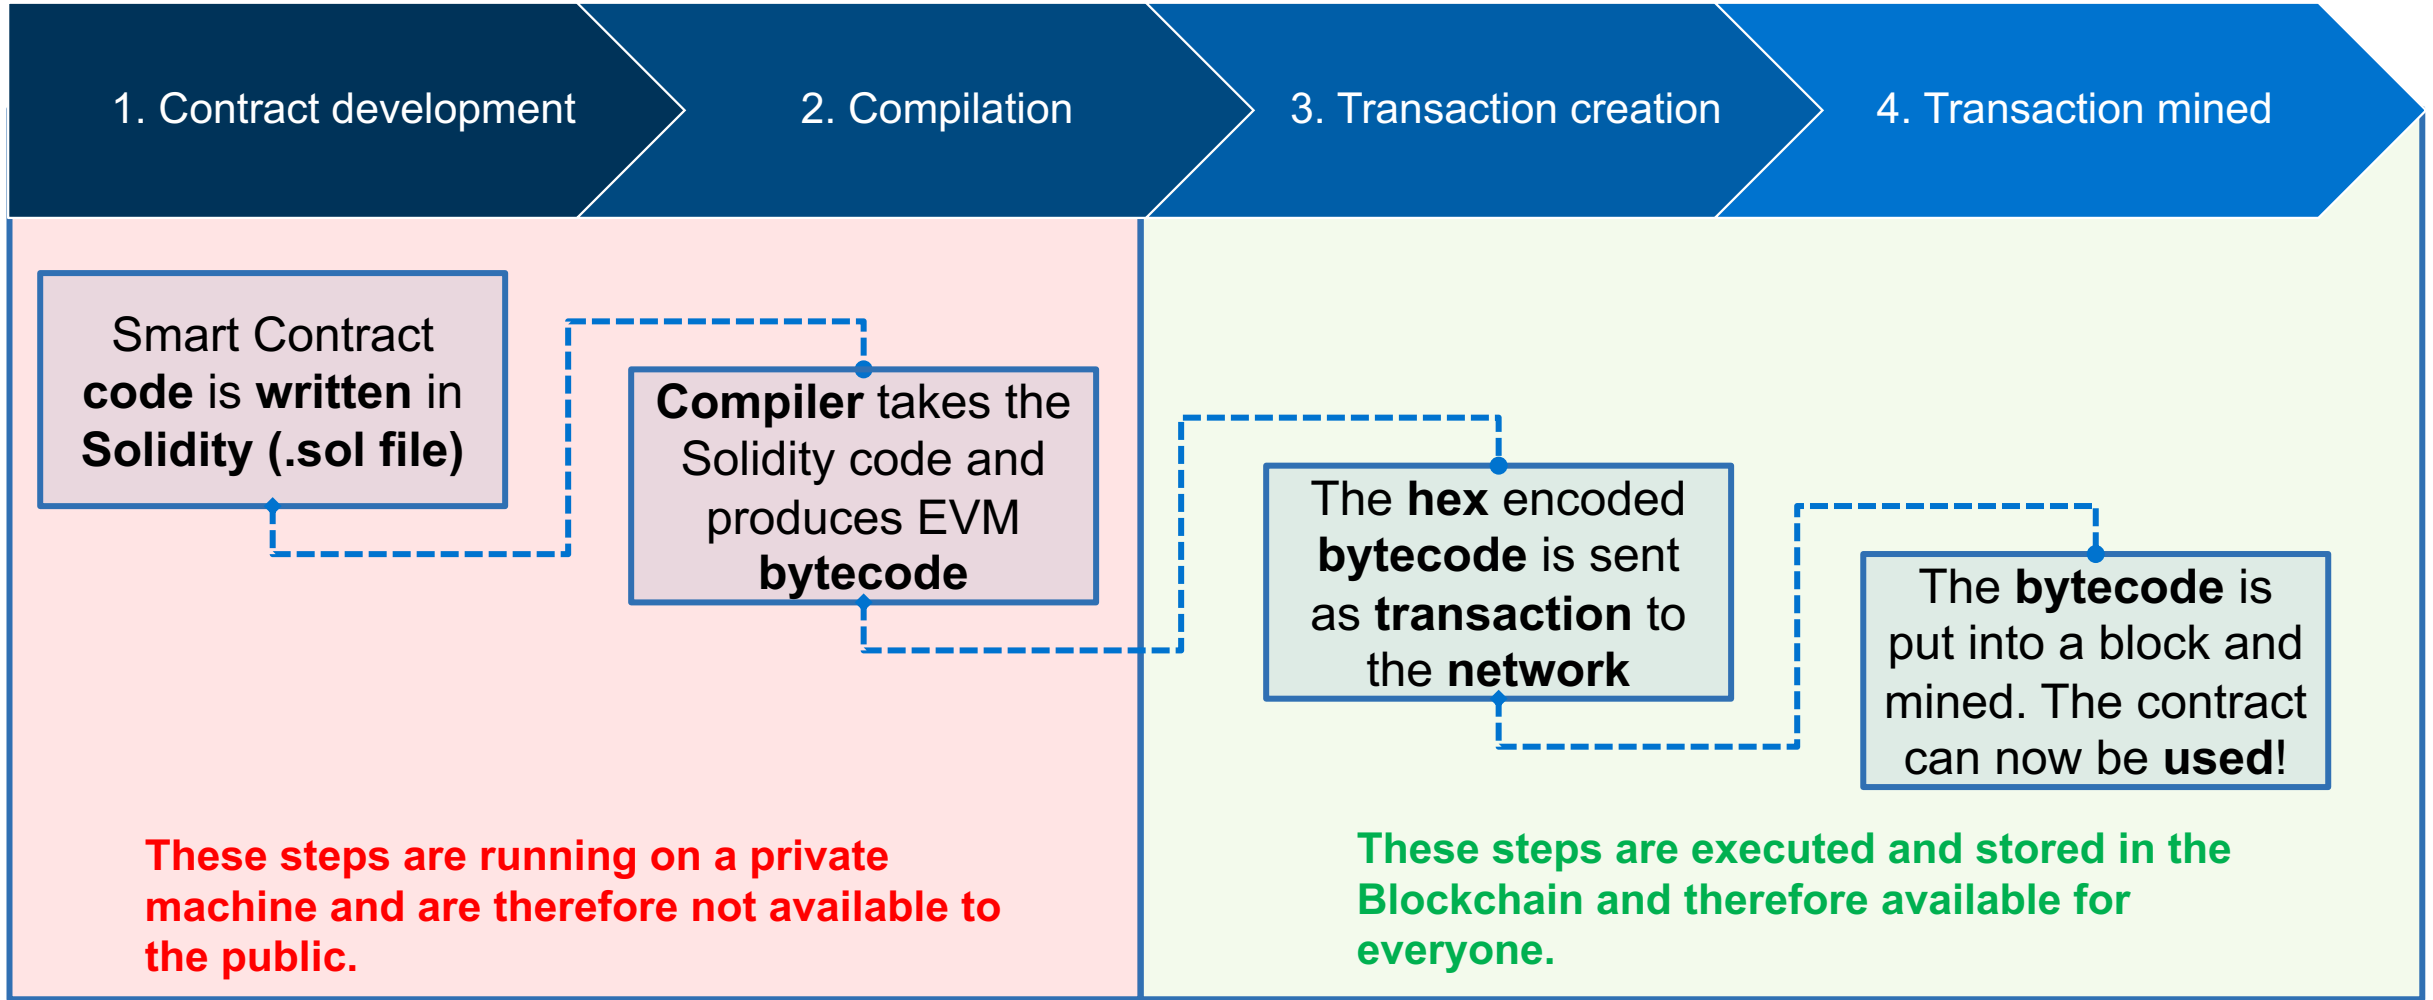 1. Contract development
2. Compilation
3. Transaction creation
4. Transaction mined
Smart Contract
code is written in
Solidity (.sol file)
Compiler takes the
Solidity code and
produces EVM
bytecode
The hex encoded
bytecode is sent
as transaction to
the network
The bytecode is
put into a block and
mined. The contract
can now be used!
These steps are running on a private
machine and are therefore not available to
the public.
These steps are executed and stored in the
Blockchain and therefore available for
everyone.